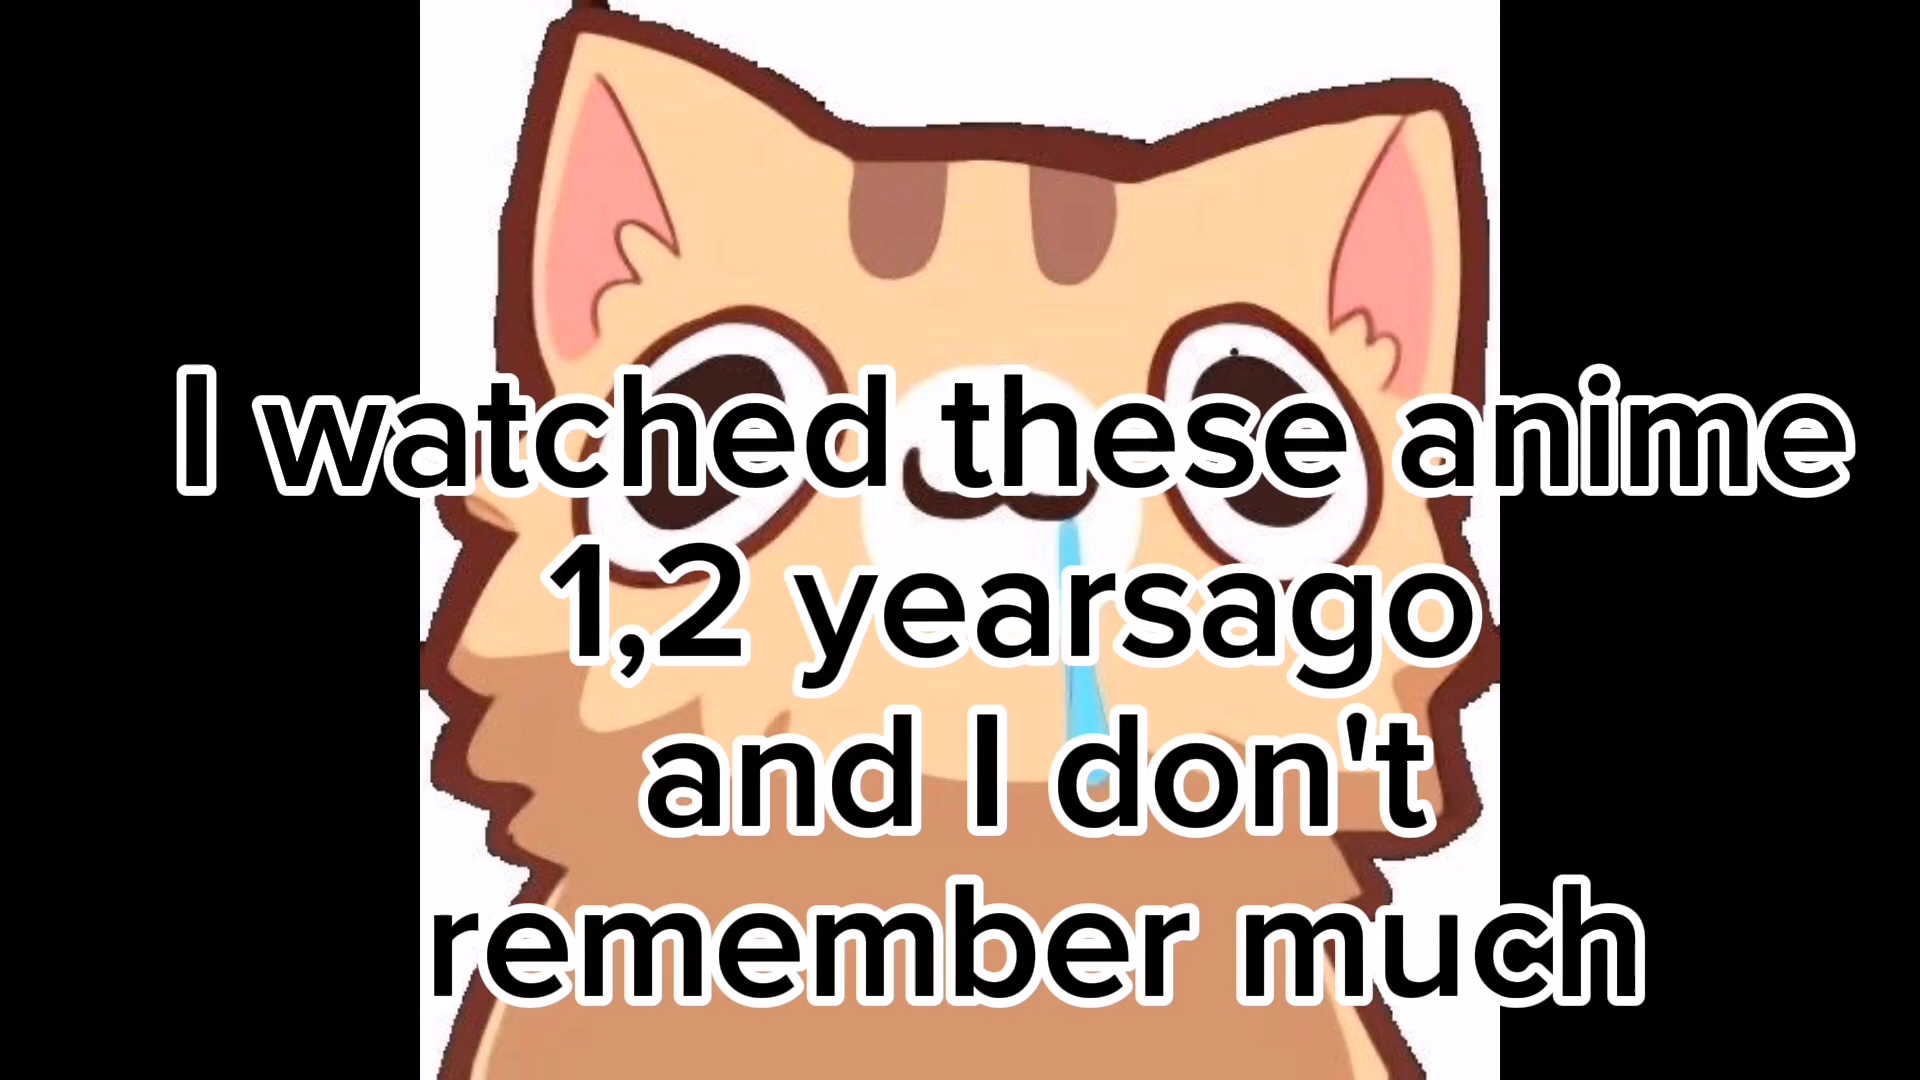 I watched these anime
1,2 yearsago
and I don't
remember much